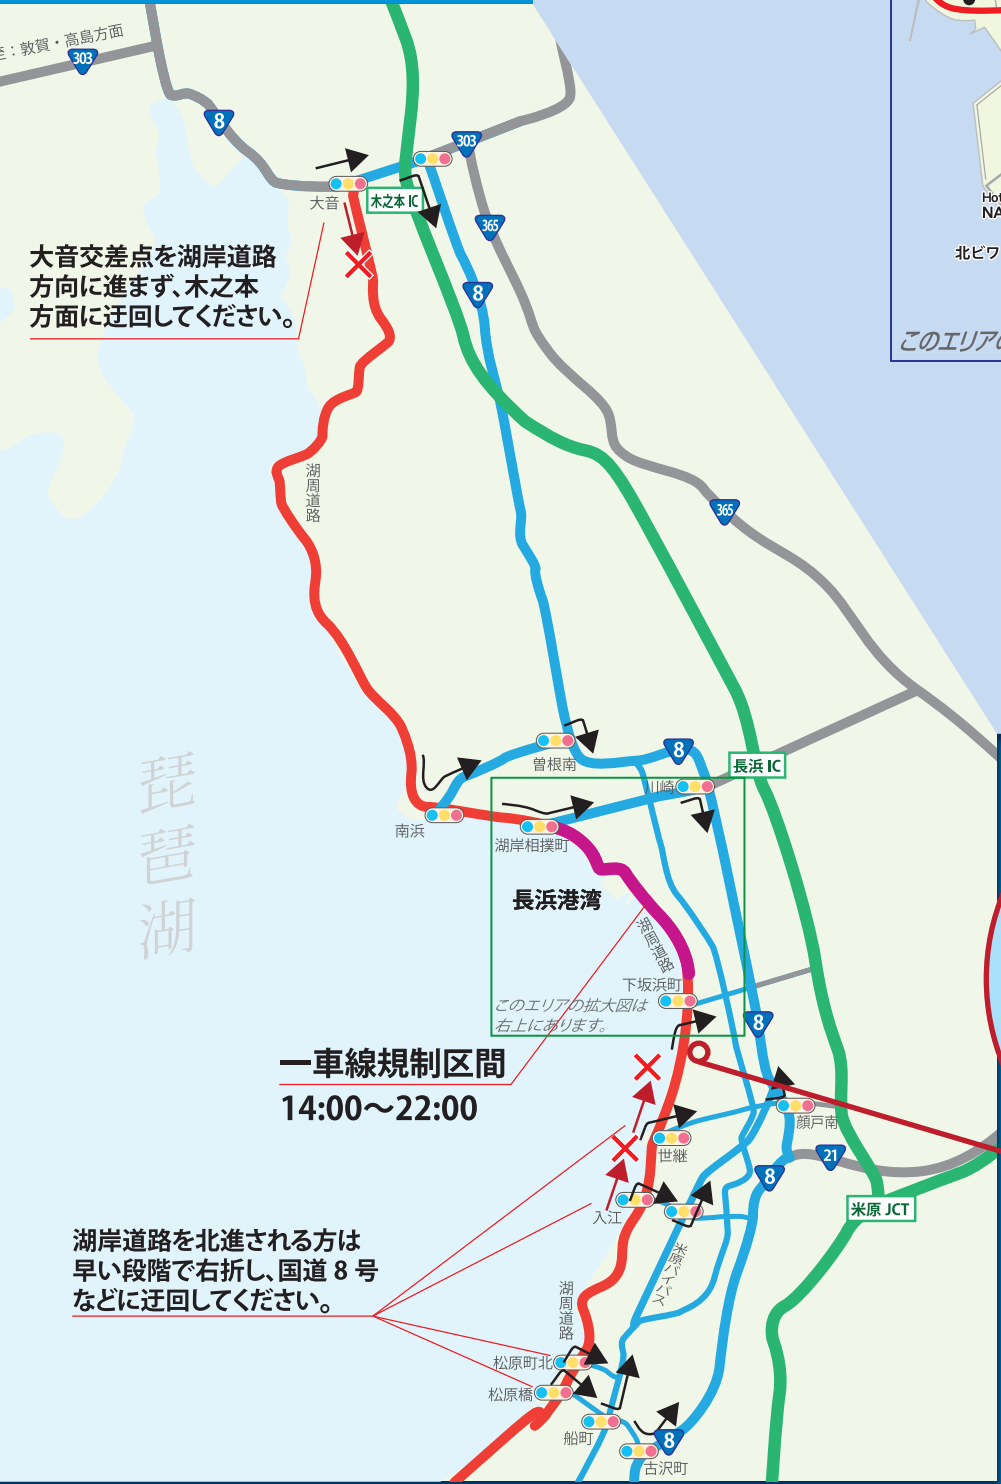 ：敦賀・高島方面
303
8
303
大音
木之本 IC
365
Hot
NA
北ビワ
大音交差点を湖岸道路
方向に進まず、木之本
方面に迂回してください。
8
このエリアの
湖周道路
365
琵琶湖
曽根南
8
長浜 IC
川崎
南浜
湖岸相撲町
長浜港湾
湖周道路
下坂浜町
このエリアの拡大図は
右上にあります。
8
一車線規制区間
14:00〜22:00
顔戸南
世継
21
8
入江
米原 JCT
湖岸道路を北進される方は
早い段階で右折し、国道 8 号
などに迂回してください。
米原バイパス
湖周道路
松原町北
松原橋
船町
8
古沢町